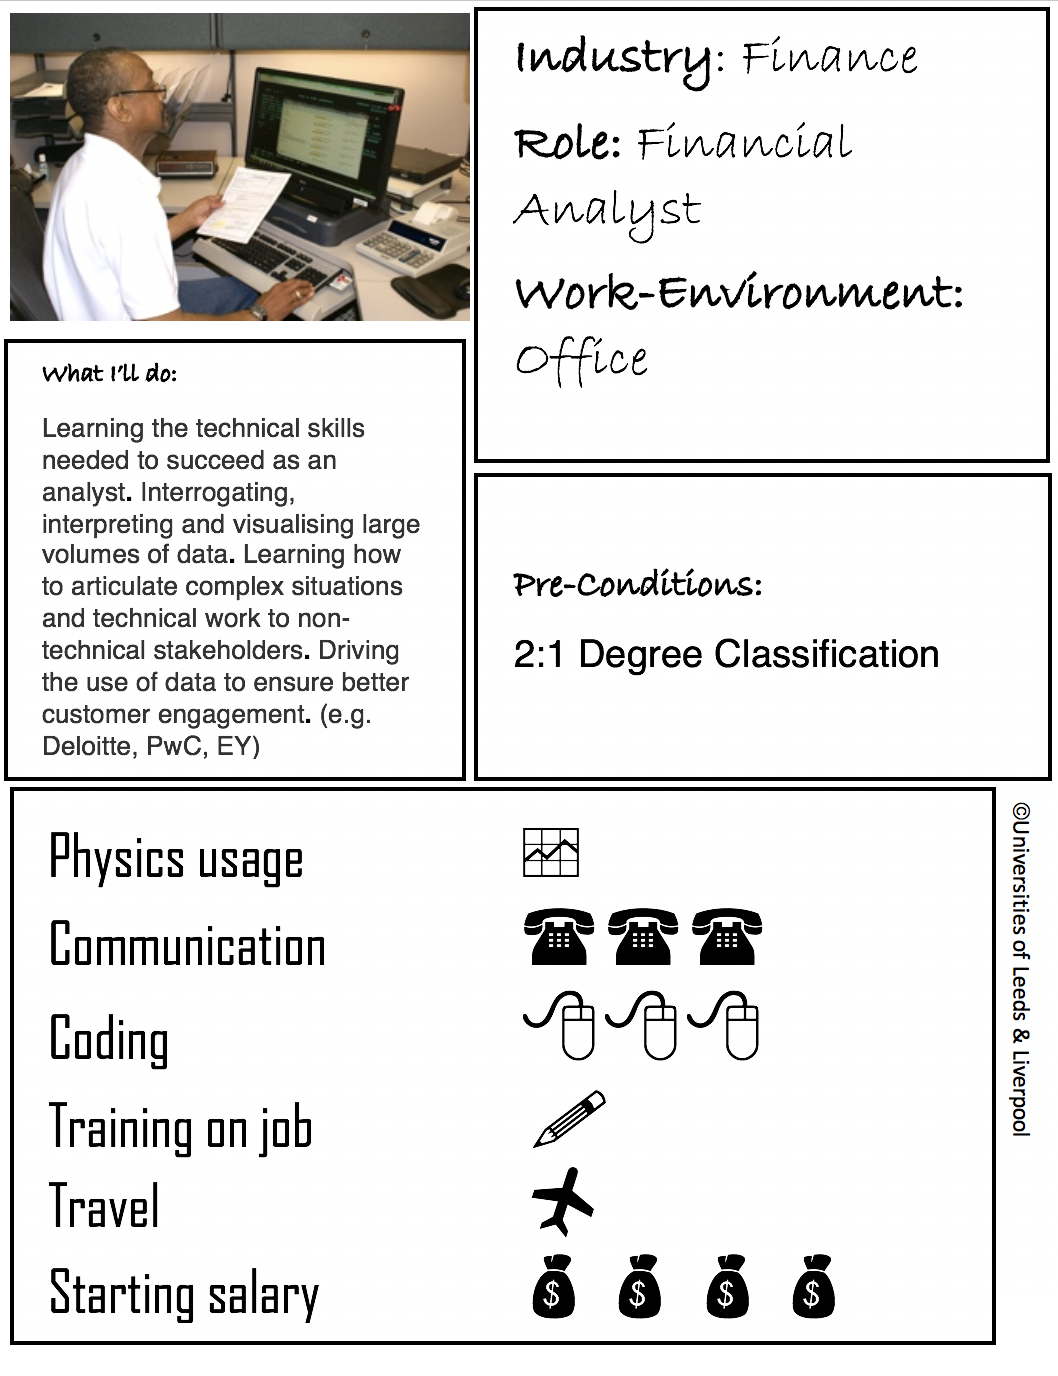 Industry: Finance
Role: Financial
Analyst
Work-Environment:
Office
What I'll do:
Learning the technical skills
needed to succeed as an
analyst. Interrogating,
interpreting and visualising large
volumes of data. Learning how
to articulate complex situations
and technical work to non-
technical stakeholders. Driving
the use of data to ensure better
customer engagement. (e.g.
Deloitte, PwC, EY)
Pre-Conditions:
2:1 Degree Classification
Physics usage
Communication
Coding
Training on job
Travel
Starting salary
$ $ $ $
©Universities of Leeds & Liverpool